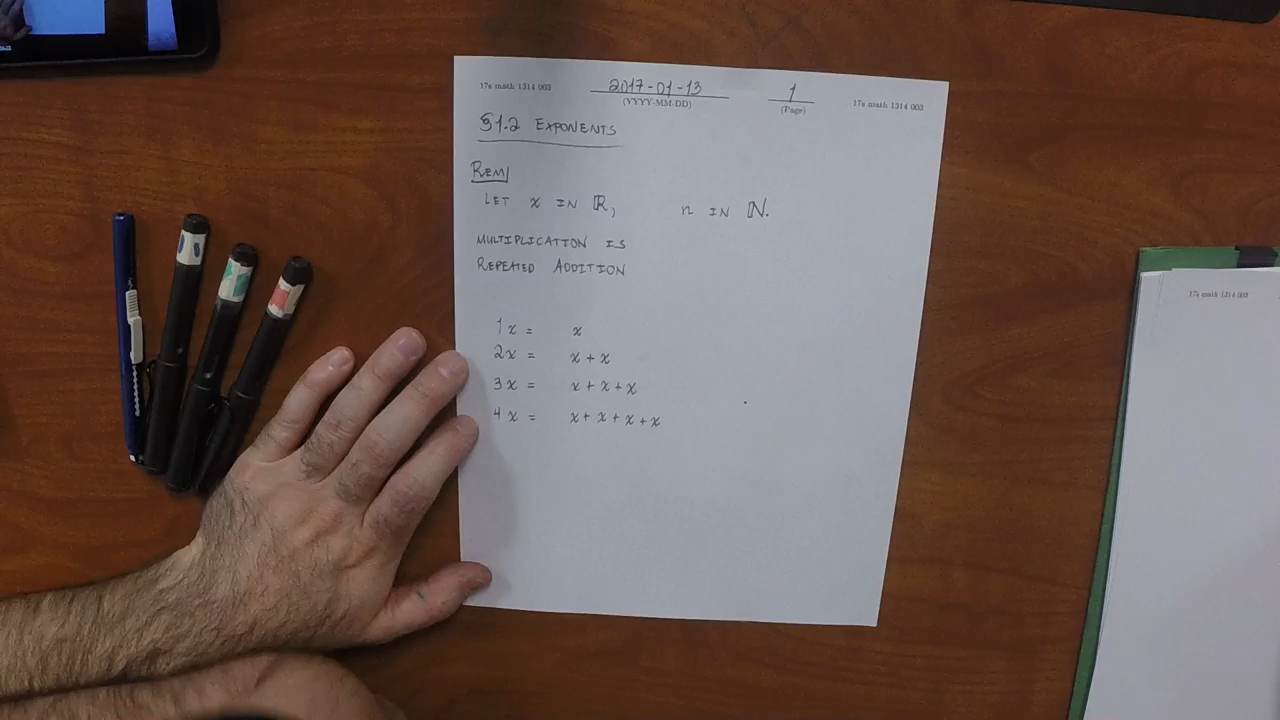 17s math 1314 003 2017-01-13 1 17s math 1314 003
(YYYY-MM-DD) (Page)
§1.2 EXPONENTS
REM
LET x IN ℝ, n IN ℕ.
MULTIPLICATION IS
REPEATED ADDITION
1x = x
2x = x + x
3x = x + x + x
4x = x + x + x + x
17s math 1314 003